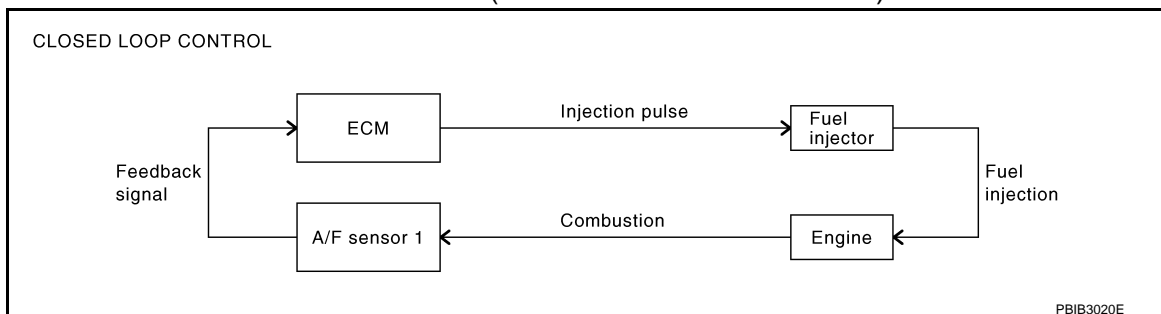 CLOSED LOOP CONTROL
ECM
Injection pulse
Fuel
injector
Feedback
signal
Fuel
injection
A/F sensor 1
Combustion
Engine
PBIB3020E